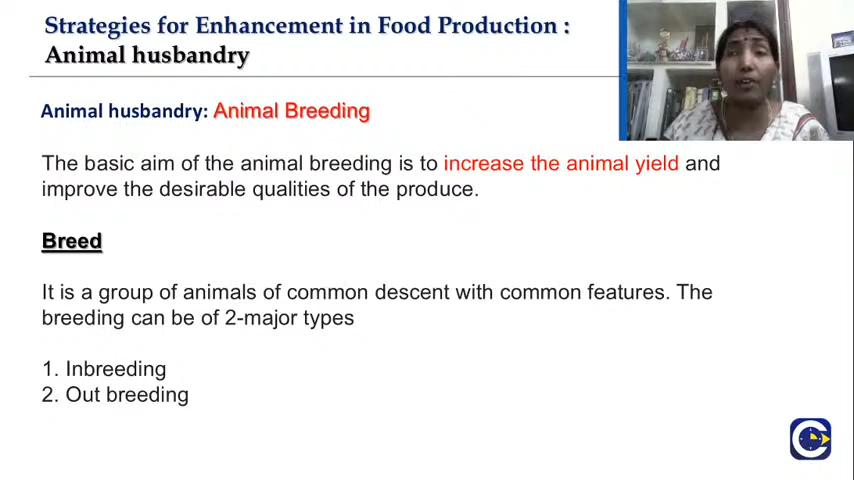 Strategies for Enhancement in Food Production :
Animal husbandry
Animal husbandry: Animal Breeding
The basic aim of the animal breeding is to increase the animal yield and
improve the desirable qualities of the produce.
Breed
It is a group of animals of common descent with common features. The
breeding can be of 2-major types
1. Inbreeding
2. Out breeding